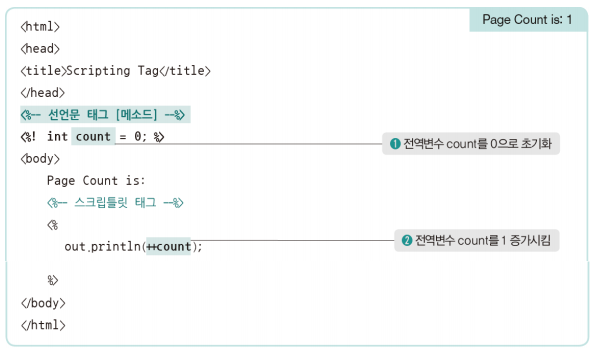 Page Count is: 1
<html>
<head>
<title>Scripting Tag</title>
</head>
<%-- 선언문 태그 [메소드] --%>
<%! int count = 0; %>
❶ 전역변수 count를 0으로 초기화
<body>
Page Count is:
<%-- 스크립틀릿 태그 --%>
<%
out.println(++count);
❷ 전역변수 count를 1 증가시킴
%>
</body>
</html>